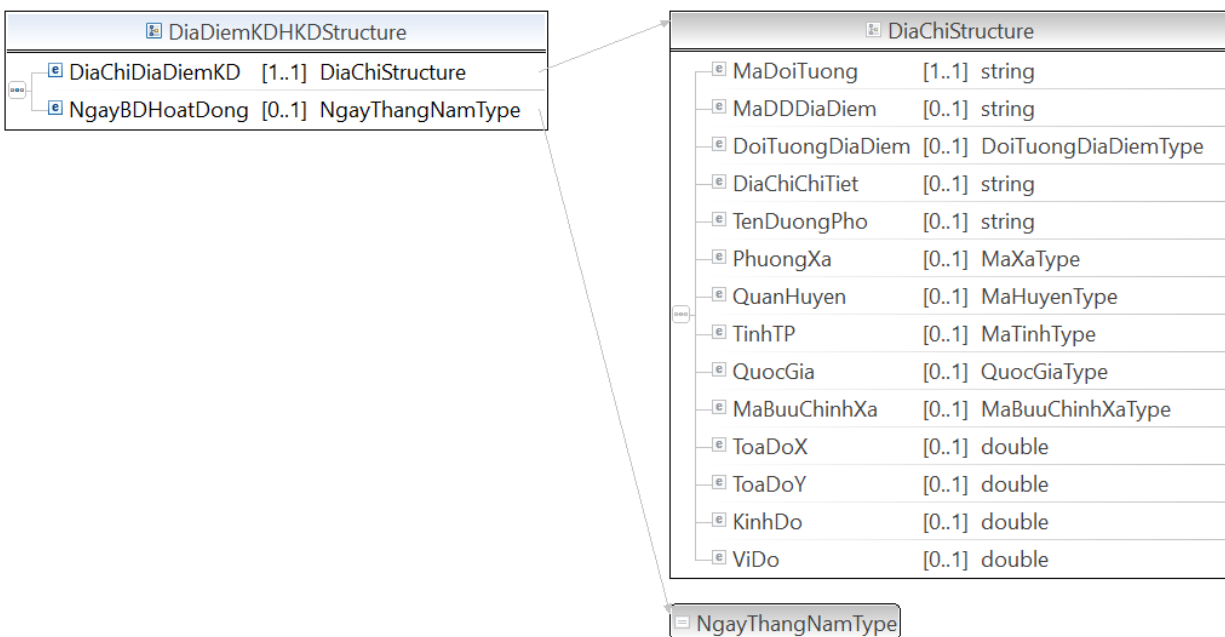 DiaDiemKDHKDStructure
DiaChiDiaDiemKD [1..1] DiaChiStructure
NgayBDHoatDong [0..1] NgayThangNamType
DiaChiStructure
MaDoiTuong [1..1] string
MaDDDiaDiem [0..1] string
DoiTuongDiaDiem [0..1] DoiTuongDiaDiemType
DiaChiChiTiet [0..1] string
TenDuongPho [0..1] string
PhuongXa [0..1] MaXaType
QuanHuyen [0..1] MaHuyenType
TinhTP [0..1] MaTinhType
QuocGia [0..1] QuocGiaType
MaBuuChinhXa [0..1] MaBuuChinhXaType
ToaDoX [0..1] double
ToaDoY [0..1] double
KinhDo [0..1] double
ViDo [0..1] double
NgayThangNamType